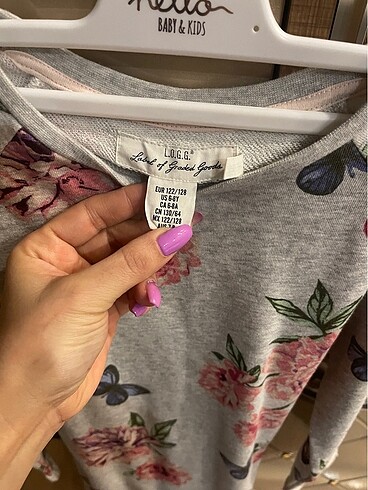 Hello
BABY & KIDS
L.O.G.G.
Label of Graded Goods
EUR 122/128
US 6-8Y
CA 6-8A
CN 130/64
MX 122/128